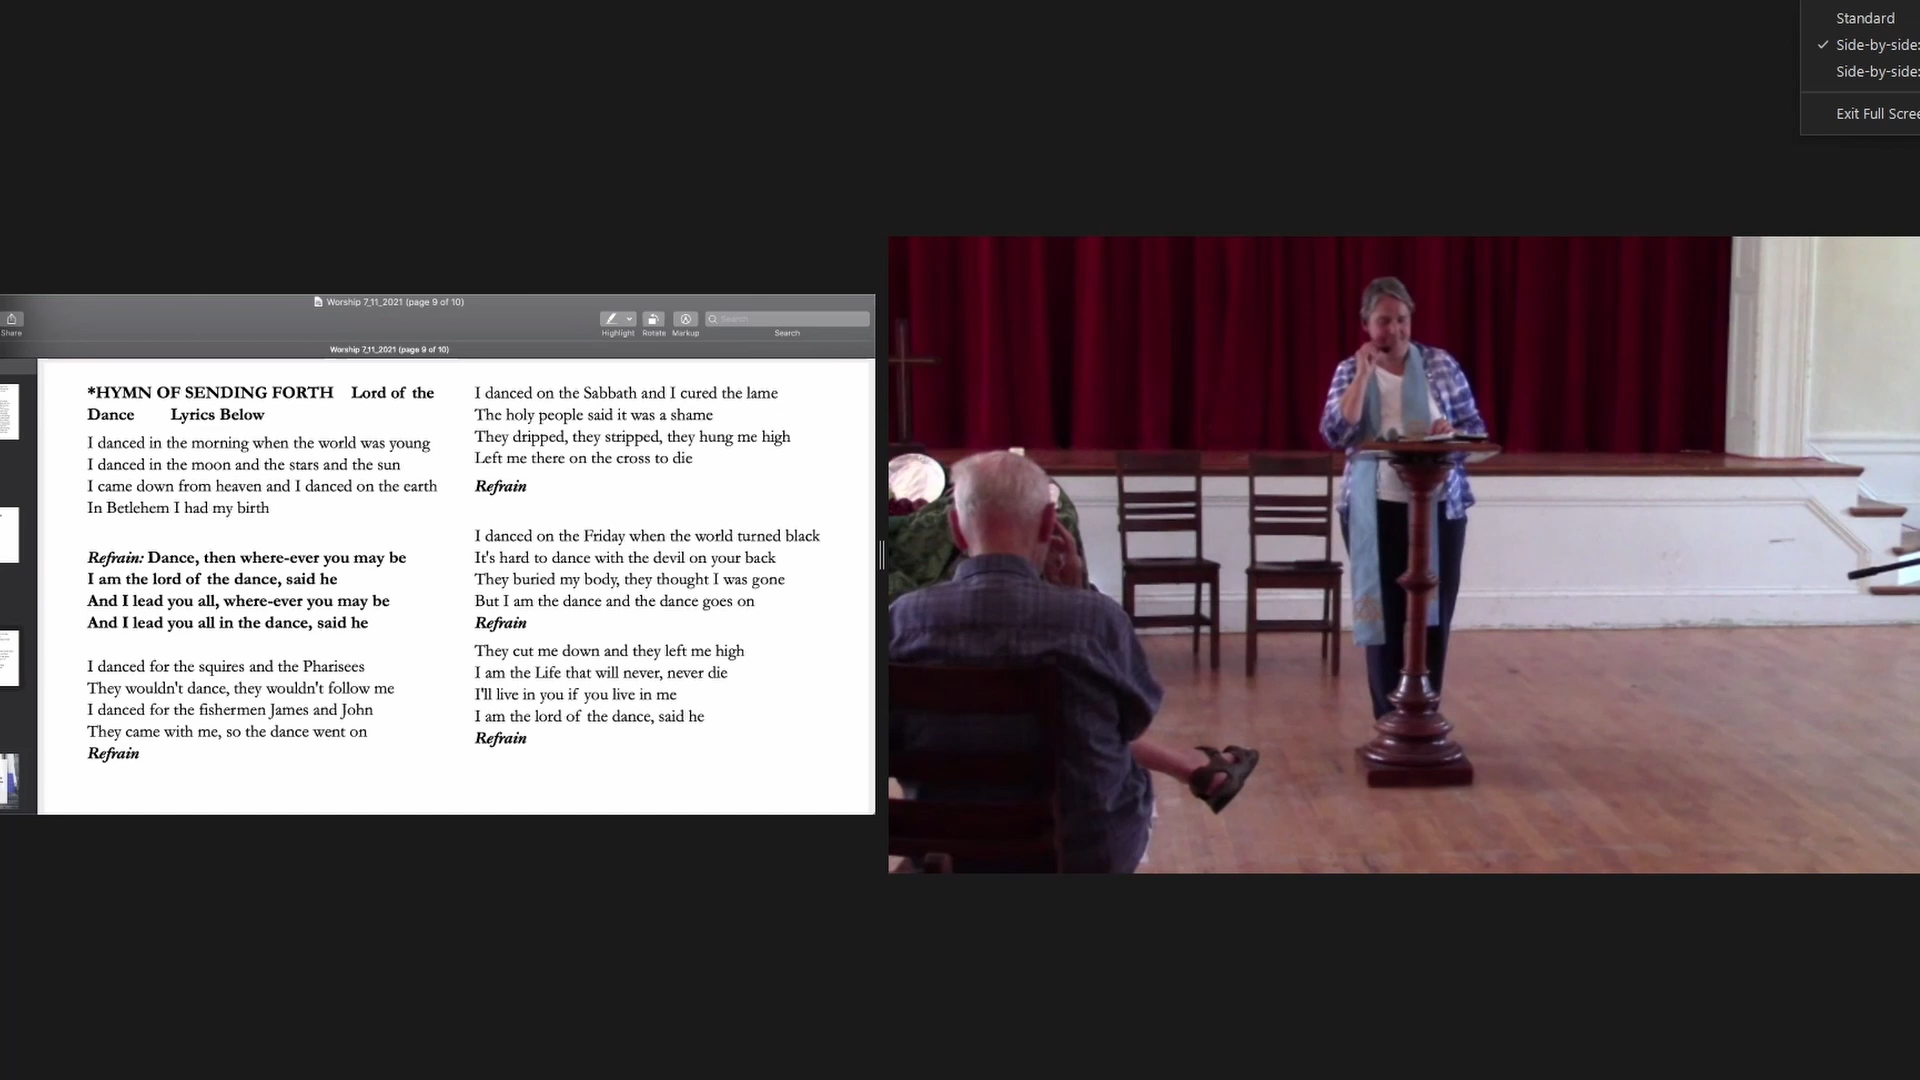 Standard
Side-by-side:
Side-by-side:
Exit Full Scree
Worship 7_11_2021 (page 9 of 10)
Search
Share
Highlight
Rotate
Markup
Search
Worship 7_11_2021 (page 9 of 10)
*HYMN OF SENDING FORTH Lord of the
Dance Lyrics Below
I danced in the morning when the world was young
I danced in the moon and the stars and the sun
I came down from heaven and I danced on the earth
In Betlehem I had my birth
Refrain: Dance, then where-ever you may be
I am the lord of the dance, said he
And I lead you all, where-ever you may be
And I lead you all in the dance, said he
I danced for the squires and the Pharisees
They wouldn't dance, they wouldn't follow me
I danced for the fishermen James and John
They came with me, so the dance went on
Refrain
I danced on the Sabbath and I cured the lame
The holy people said it was a shame
They dripped, they stripped, they hung me high
Left me there on the cross to die
Refrain
I danced on the Friday when the world turned black
It's hard to dance with the devil on your back
They buried my body, they thought I was gone
But I am the dance and the dance goes on
Refrain
They cut me down and they left me high
I am the Life that will never, never die
I'll live in you if you live in me
I am the lord of the dance, said he
Refrain